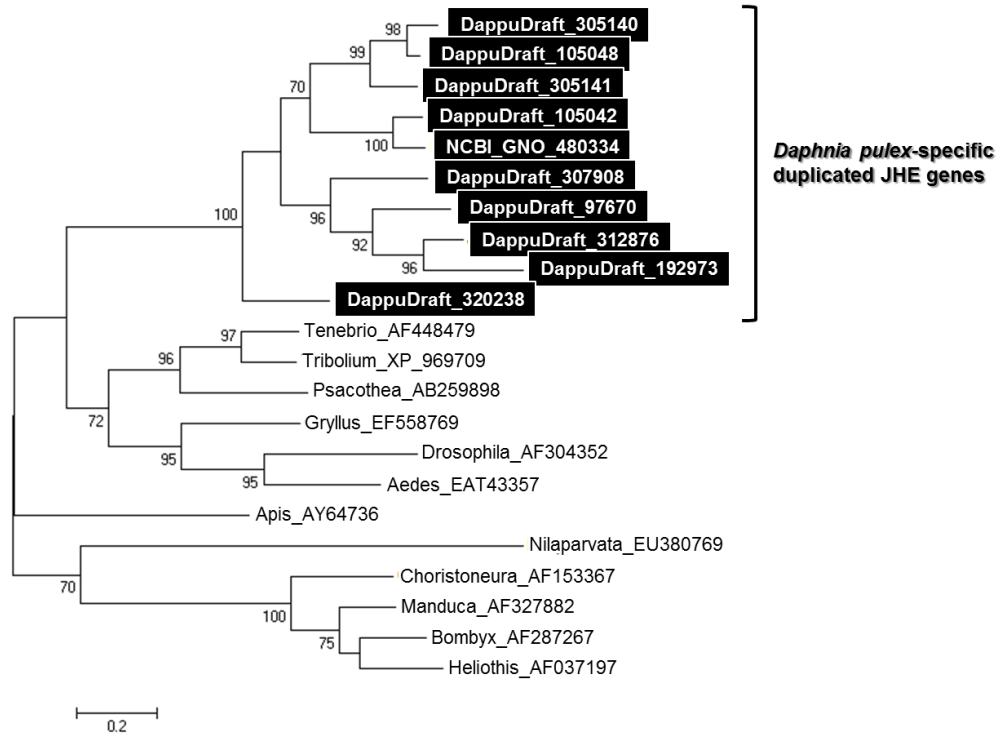 98
DappuDraft_305140
99
DappuDraft_105048
70
DappuDraft_305141
DappuDraft_105042
100
NCBI_GNO_480334
DappuDraft_307908
96
DappuDraft_97670
92
DappuDraft_312876
96
DappuDraft_192973
100
DappuDraft_320238
Daphnia pulex-specific
duplicated JHE genes
97
Tenebrio_AF448479
96
Tribolium_XP_969709
Psacothea_AB259898
72
Gryllus_EF558769
95
Drosophila_AF304352
95
Aedes_EAT43357
Apis_AY64736
Nilaparvata_EU380769
70
Choristoneura_AF153367
100
Manduca_AF327882
75
Bombyx_AF287267
Heliothis_AF037197
0.2